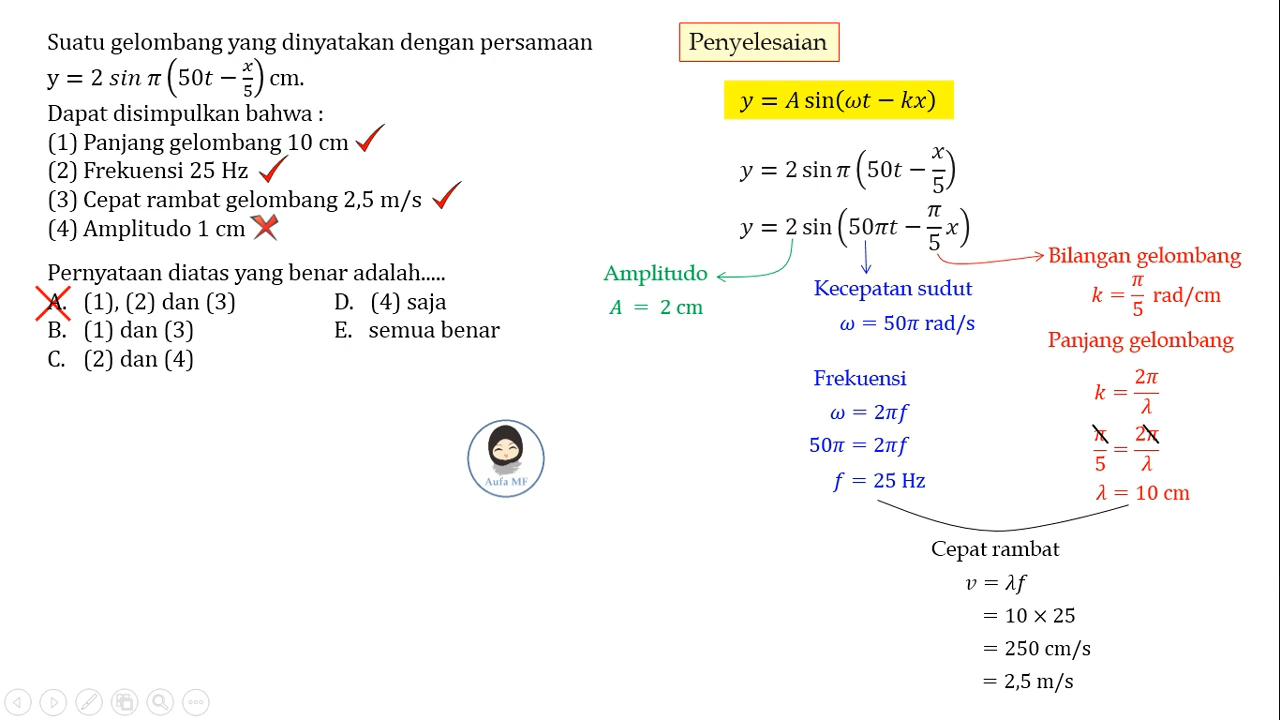 Suatu gelombang yang dinyatakan dengan persamaan
y = 2 sin π (50t − x/5) cm.
Dapat disimpulkan bahwa :
(1) Panjang gelombang 10 cm
(2) Frekuensi 25 Hz
(3) Cepat rambat gelombang 2,5 m/s
(4) Amplitudo 1 cm
Pernyataan diatas yang benar adalah.....
A. (1), (2) dan (3)
B. (1) dan (3)
C. (2) dan (4)
D. (4) saja
E. semua benar
Aufa MF
Penyelesaian
y = A sin(ωt − kx)
y = 2 sin π (50t − x/5)
y = 2 sin (50πt − π/5 x)
Amplitudo
A = 2 cm
Kecepatan sudut
ω = 50π rad/s
Frekuensi
ω = 2πf
50π = 2πf
f = 25 Hz
Bilangan gelombang
k = π/5 rad/cm
Panjang gelombang
k = 2π/λ
π/5 = 2π/λ
λ = 10 cm
Cepat rambat
v = λf
= 10 × 25
= 250 cm/s
= 2,5 m/s